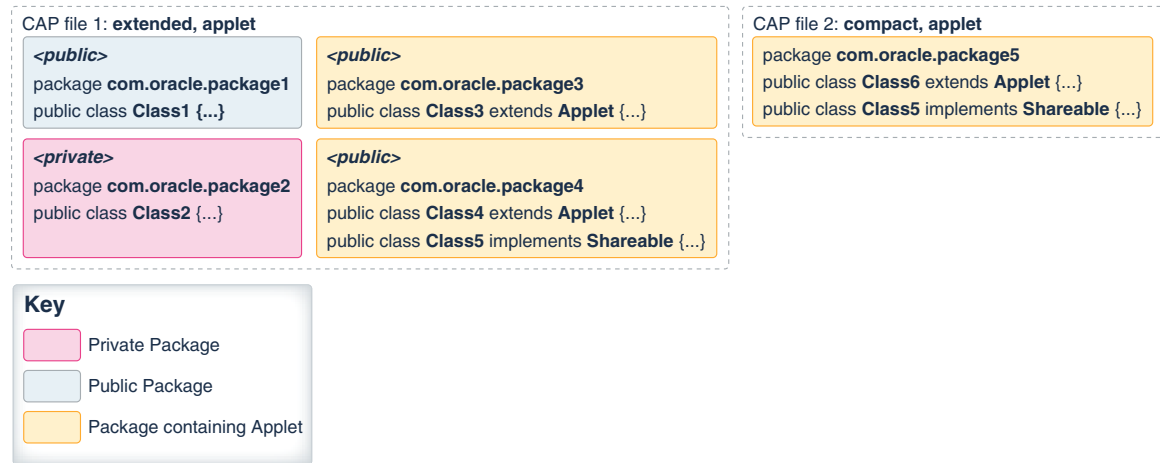 CAP file 1: extended, applet
<public>
package com.oracle.package1
public class Class1 {...}
<public>
package com.oracle.package3
public class Class3 extends Applet {...}
<private>
package com.oracle.package2
public class Class2 {...}
<public>
package com.oracle.package4
public class Class4 extends Applet {...}
public class Class5 implements Shareable {...}
CAP file 2: compact, applet
package com.oracle.package5
public class Class6 extends Applet {...}
public class Class5 implements Shareable {...}
Key
Private Package
Public Package
Package containing Applet